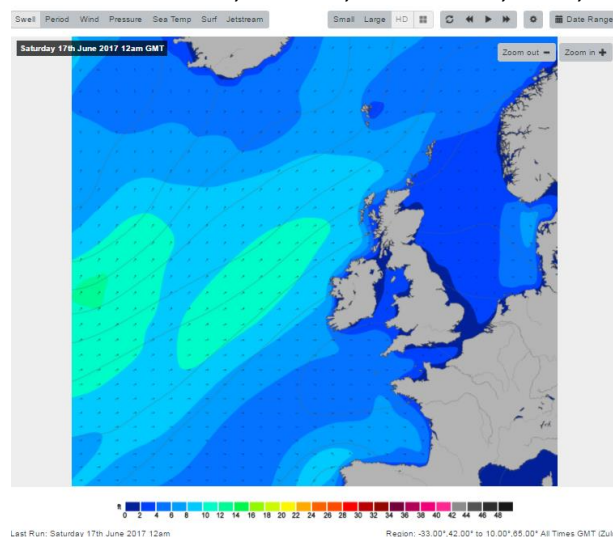 Swell Period Wind Pressure Sea Temp Surf Jetstream Small Large HD Date Range
Saturday 17th June 2017 12am GMT
Zoom out Zoom in
ft 0 2 4 6 8 10 12 14 16 18 20 22 24 26 28 30 32 34 36 38 40 42 44 46 48
Last Run: Saturday 17th June 2017 12am Region: -33.00°,42.00° to 10.00°,65.00° All Times GMT (Zul